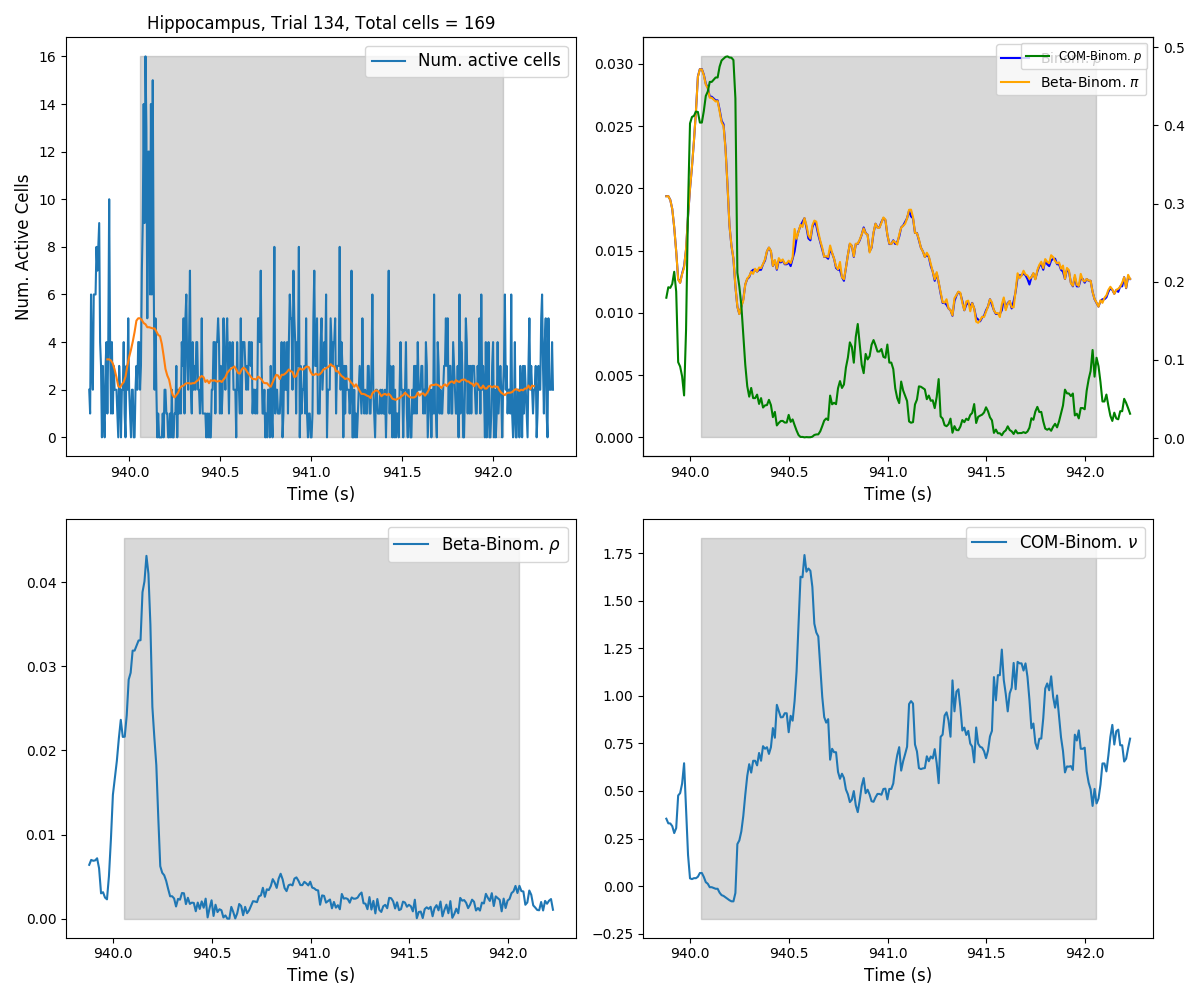 Hippocampus, Trial 134, Total cells = 169
Num. active cells
Num. Active Cells
16
14
12
10
8
6
4
2
0
940.0 940.5 941.0 941.5 942.0
Time (s)
COM-Binom. p
Beta-Binom. π
0.030
0.025
0.020
0.015
0.010
0.005
0.000
0.5
0.4
0.3
0.2
0.1
0.0
940.0 940.5 941.0 941.5 942.0
Time (s)
Beta-Binom. ρ
0.04
0.03
0.02
0.01
0.00
940.0 940.5 941.0 941.5 942.0
Time (s)
COM-Binom. ν
1.75
1.50
1.25
1.00
0.75
0.50
0.25
0.00
−0.25
940.0 940.5 941.0 941.5 942.0
Time (s)